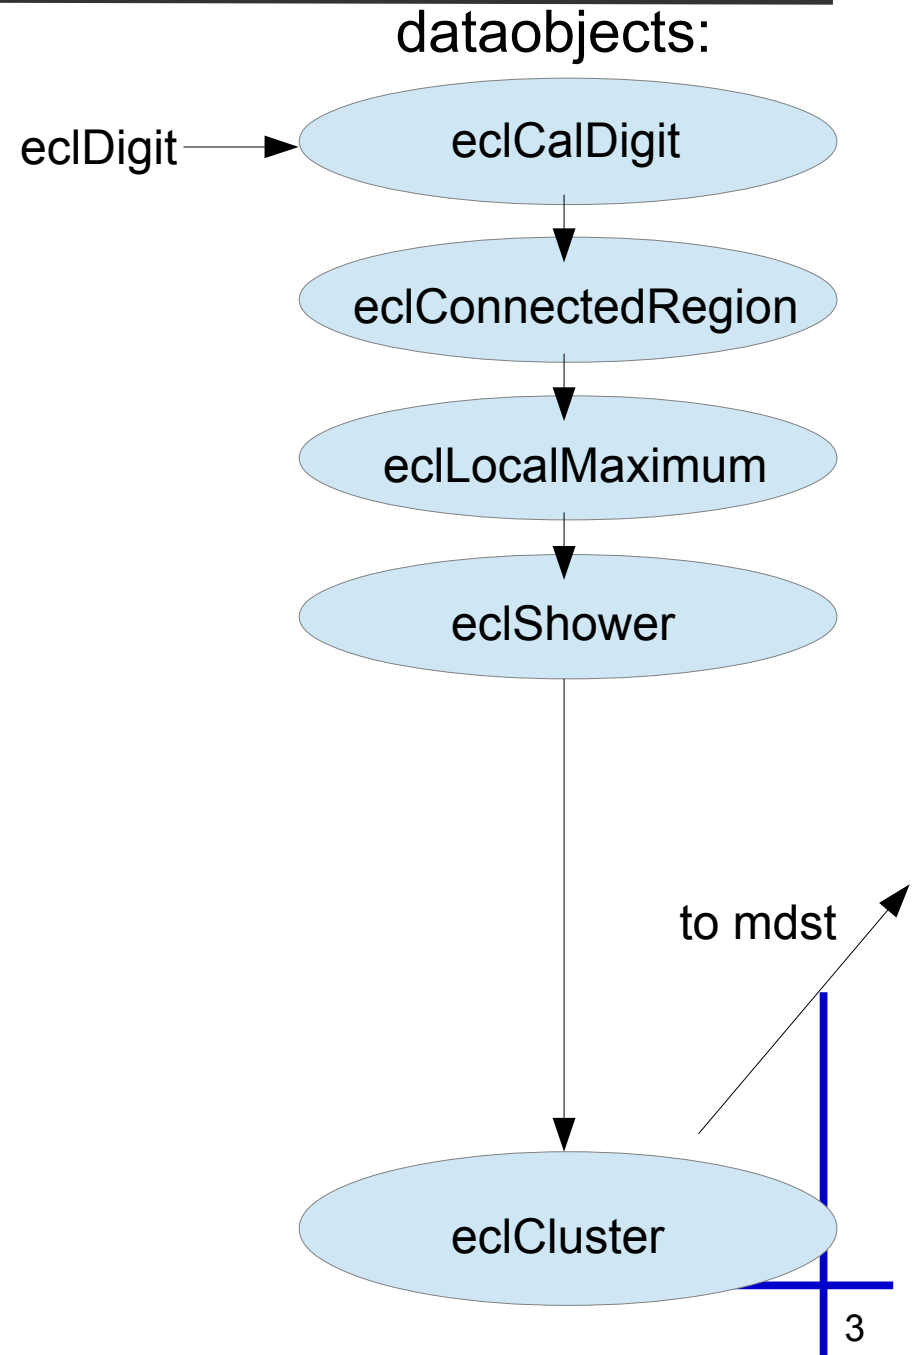 dataobjects:
eclDigit
eclCalDigit
eclConnectedRegion
eclLocalMaximum
eclShower
to mdst
eclCluster
3